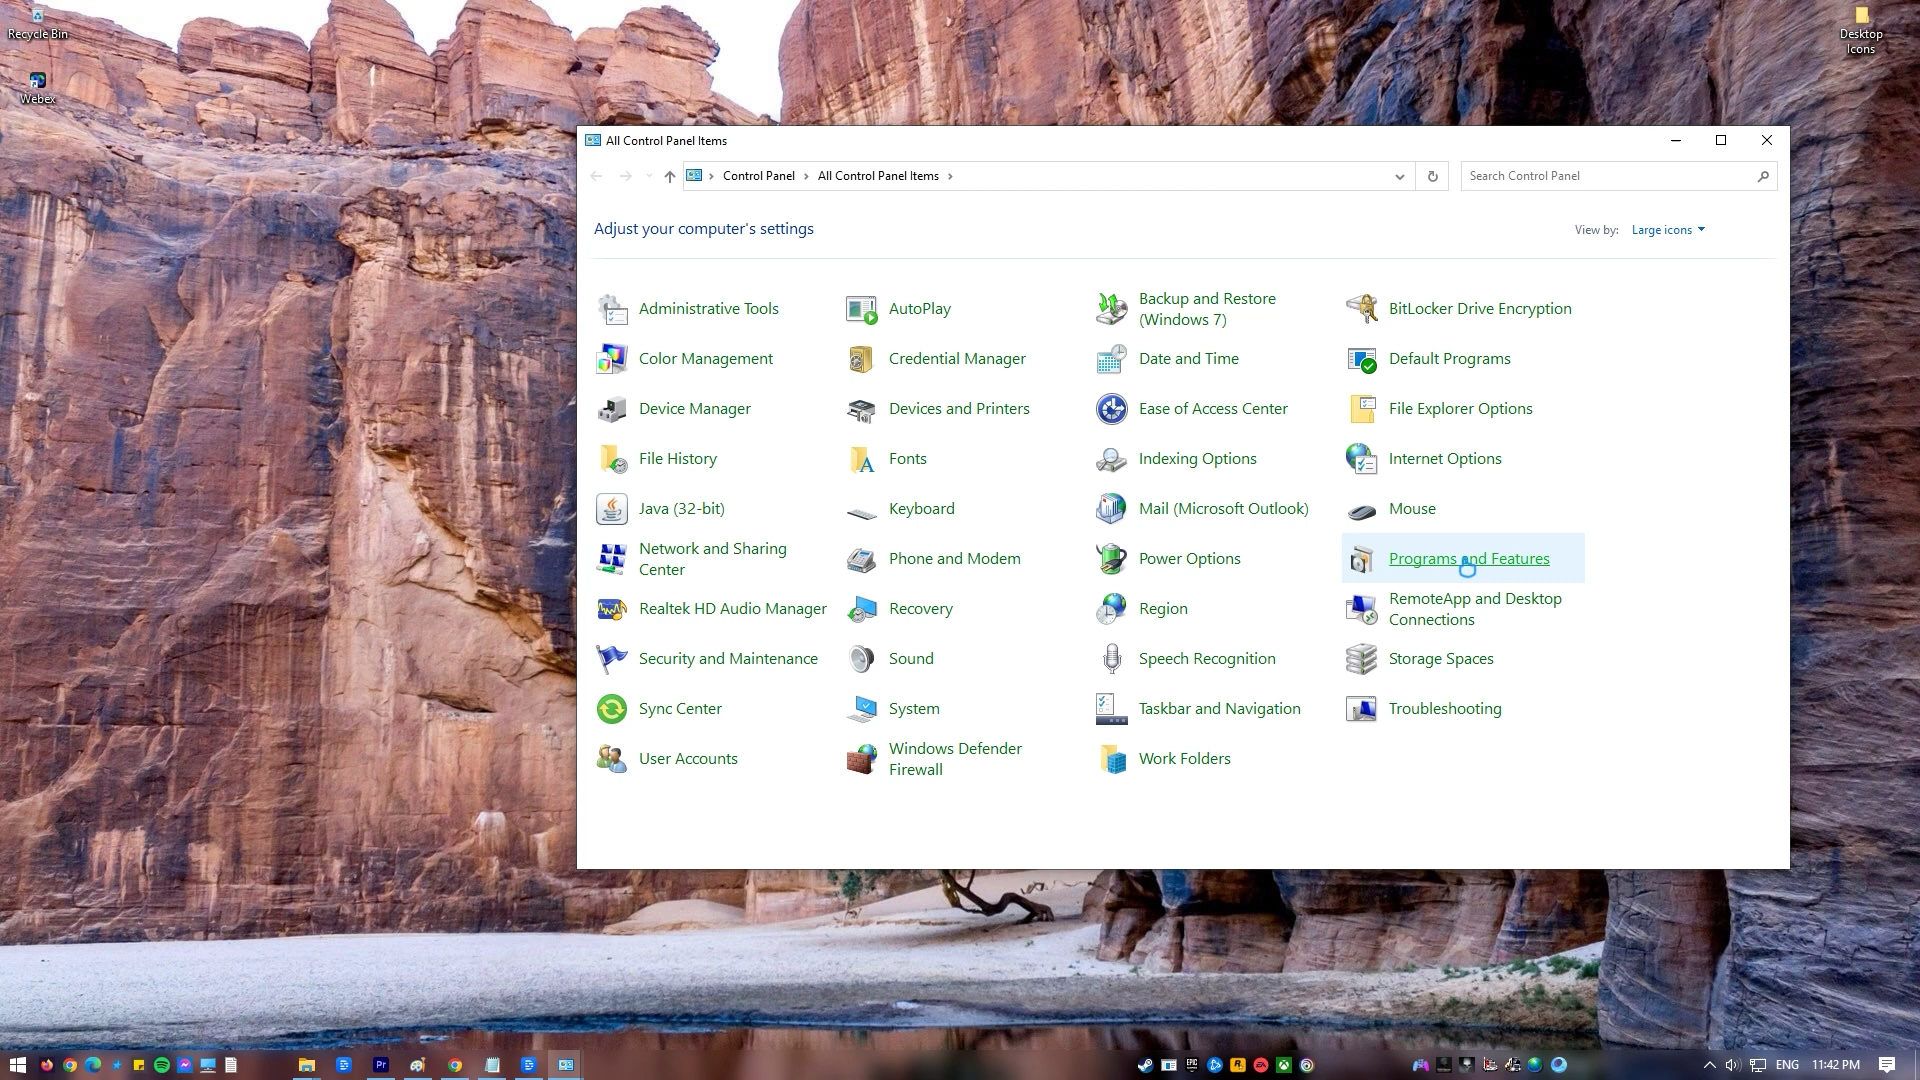 Recycle Bin
Webex
Desktop
Icons
All Control Panel Items
Control Panel
All Control Panel Items
Search Control Panel
Adjust your computer's settings
View by:
Large icons
Administrative Tools
AutoPlay
Backup and Restore
(Windows 7)
BitLocker Drive Encryption
Color Management
Credential Manager
Date and Time
Default Programs
Device Manager
Devices and Printers
Ease of Access Center
File Explorer Options
File History
Fonts
Indexing Options
Internet Options
Java (32-bit)
Keyboard
Mail (Microsoft Outlook)
Mouse
Network and Sharing
Center
Phone and Modem
Power Options
Programs and Features
Realtek HD Audio Manager
Recovery
Region
RemoteApp and Desktop
Connections
Security and Maintenance
Sound
Speech Recognition
Storage Spaces
Sync Center
System
Taskbar and Navigation
Troubleshooting
User Accounts
Windows Defender
Firewall
Work Folders
Pr
EPIC
EA
ENG
11:42 PM